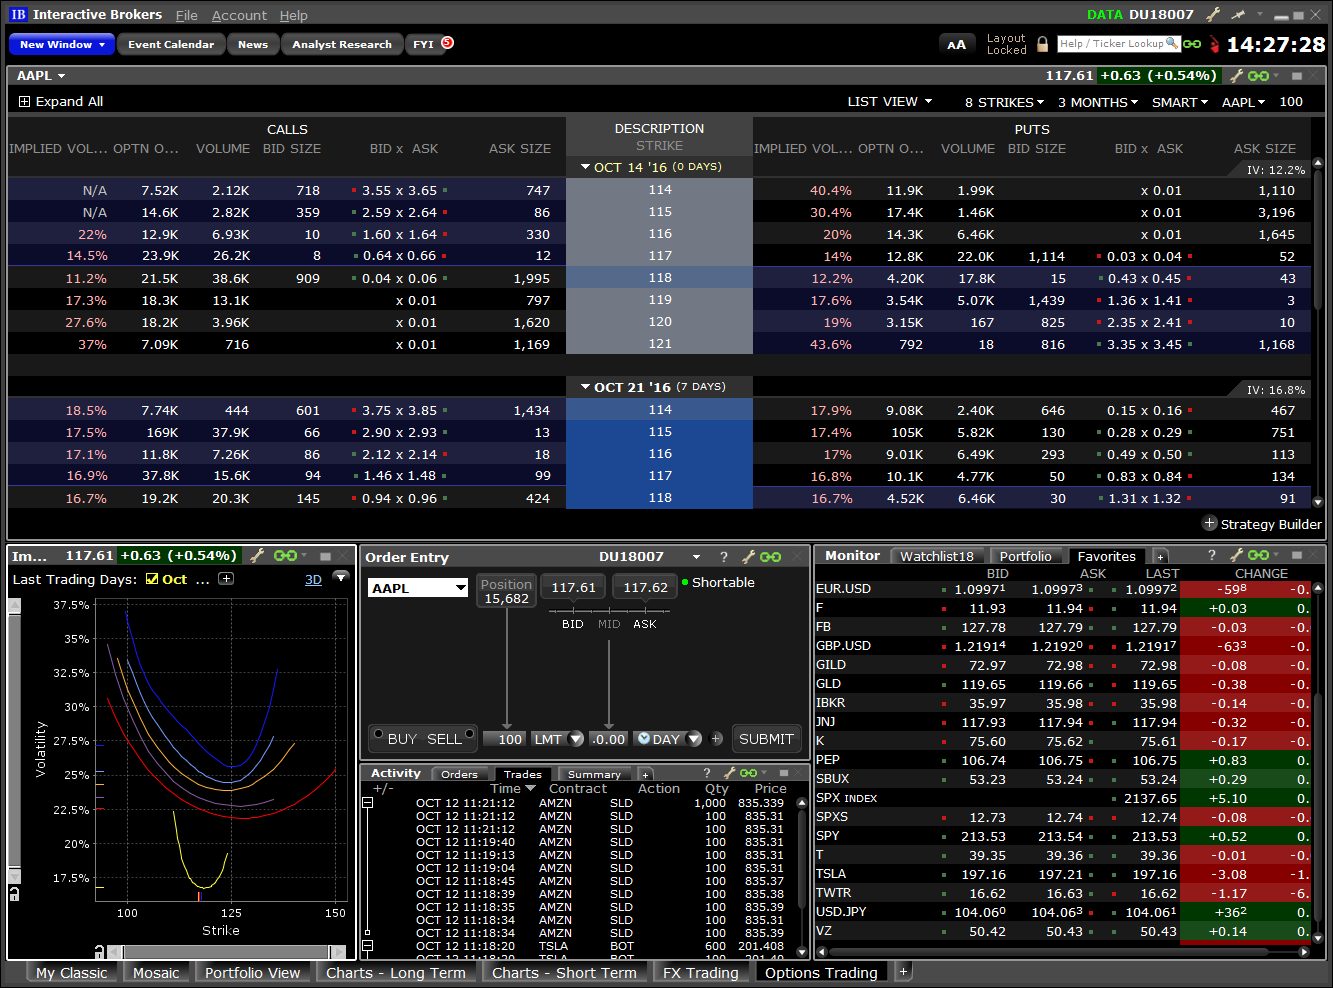 IB Interactive Brokers File Account Help DATA DU18007
New Window Event Calendar News Analyst Research FYI 5 AA Layout Locked Help / Ticker Lookup 14:27:28
AAPL 117.61 +0.63 (+0.54%)
Expand All LIST VIEW 8 STRIKES 3 MONTHS SMART AAPL 100
CALLS DESCRIPTION PUTS
IMPLIED VOL... OPTN O... VOLUME BID SIZE BID x ASK ASK SIZE STRIKE IMPLIED VOL... OPTN O... VOLUME BID SIZE BID x ASK ASK SIZE
OCT 14 '16 (0 DAYS) IV: 12.2%
N/A 7.52K 2.12K 718 3.55 x 3.65 747 114 40.4% 11.9K 1.99K x 0.01 1,110
N/A 14.6K 2.82K 359 2.59 x 2.64 86 115 30.4% 17.4K 1.46K x 0.01 3,196
22% 12.9K 6.93K 10 1.60 x 1.64 330 116 20% 14.3K 6.46K x 0.01 1,645
14.5% 23.9K 26.2K 8 0.64 x 0.66 12 117 14% 12.8K 22.0K 1,114 0.03 x 0.04 52
11.2% 21.5K 38.6K 909 0.04 x 0.06 1,995 118 12.2% 4.20K 17.8K 15 0.43 x 0.45 43
17.3% 18.3K 13.1K x 0.01 797 119 17.6% 3.54K 5.07K 1,439 1.36 x 1.41 3
27.6% 18.2K 3.96K x 0.01 1,620 120 19% 3.15K 167 825 2.35 x 2.41 10
37% 7.09K 716 x 0.01 1,169 121 43.6% 792 18 816 3.35 x 3.45 1,168
OCT 21 '16 (7 DAYS) IV: 16.8%
18.5% 7.74K 444 601 3.75 x 3.85 1,434 114 17.9% 9.08K 2.40K 646 0.15 x 0.16 467
17.5% 169K 37.9K 66 2.90 x 2.93 13 115 17.4% 105K 5.82K 130 0.28 x 0.29 751
17.1% 11.8K 7.26K 86 2.12 x 2.14 18 116 17% 9.01K 6.49K 293 0.49 x 0.50 113
16.9% 37.8K 15.6K 94 1.46 x 1.48 99 117 16.8% 10.1K 4.77K 50 0.83 x 0.84 134
16.7% 19.2K 20.3K 145 0.94 x 0.96 424 118 16.7% 4.52K 6.46K 30 1.31 x 1.32 91
Strategy Builder
Im... 117.61 +0.63 (+0.54%)
Last Trading Days: Oct ... + 3D
37.5%
35%
32.5%
30%
27.5%
25%
22.5%
20%
17.5%
Volatility
100 125 150
Strike
Order Entry DU18007 ?
AAPL Position 15,682 117.61 117.62 Shortable
BID MID ASK
BUY SELL 100 LMT 0.00 DAY + SUBMIT
Activity Orders Trades Summary + ?
+/- Time Contract Action Qty Price
OCT 12 11:21:12 AMZN SLD 1,000 835.339
OCT 12 11:21:12 AMZN SLD 100 835.31
OCT 12 11:21:12 AMZN SLD 100 835.31
OCT 12 11:19:40 AMZN SLD 100 835.31
OCT 12 11:19:13 AMZN SLD 100 835.31
OCT 12 11:19:04 AMZN SLD 100 835.31
OCT 12 11:18:45 AMZN SLD 100 835.37
OCT 12 11:18:39 AMZN SLD 100 835.38
OCT 12 11:18:35 AMZN SLD 100 835.39
OCT 12 11:18:34 AMZN SLD 100 835.31
OCT 12 11:18:34 AMZN SLD 100 835.39
OCT 12 11:18:20 TSLA BOT 600 201.408
OCT 12 11:18:20 TSLA BOT 100 201.40
Monitor Watchlist18 Portfolio Favorites + ?
BID ASK LAST CHANGE
EUR.USD 1.09971 1.09973 1.09972 -598 -0.
F 11.93 11.94 11.94 +0.03 0.
FB 127.78 127.79 127.79 -0.03 -0.
GBP.USD 1.21914 1.21920 1.21917 -633 -0.
GILD 72.97 72.98 72.98 -0.08 -0.
GLD 119.65 119.66 119.65 -0.38 -0.
IBKR 35.97 35.98 35.98 -0.14 -0.
JNJ 117.93 117.94 117.94 -0.32 -0.
K 75.60 75.62 75.61 -0.17 -0.
PEP 106.74 106.75 106.75 +0.83 0.
SBUX 53.23 53.24 53.24 +0.29 0.
SPX INDEX 2137.65 +5.10 0.
SPXS 12.73 12.74 12.74 -0.08 -0.
SPY 213.53 213.54 213.53 +0.52 0.
T 39.35 39.36 39.36 -0.01 -0.
TSLA 197.16 197.21 197.16 -3.08 -1.
TWTR 16.62 16.63 16.62 -1.17 -6.
USD.JPY 104.060 104.063 104.061 +362 0.
VZ 50.42 50.43 50.43 +0.14 0.
My Classic Mosaic Portfolio View Charts - Long Term Charts - Short Term FX Trading Options Trading +